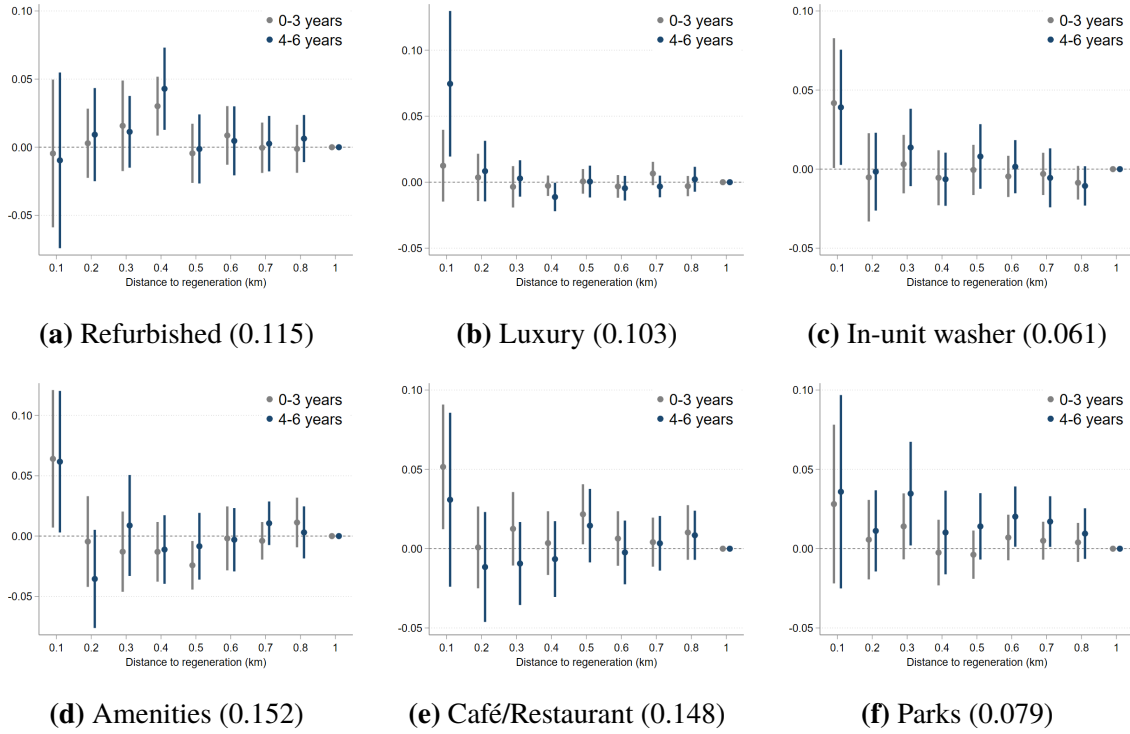 0.10
0.05
0.00
-0.05
0-3 years
4-6 years
0.1 0.2 0.3 0.4 0.5 0.6 0.7 0.8 1
Distance to regeneration (km)
(a) Refurbished (0.115)
0.10
0.05
0.00
-0.05
0-3 years
4-6 years
0.1 0.2 0.3 0.4 0.5 0.6 0.7 0.8 1
Distance to regeneration (km)
(b) Luxury (0.103)
0.10
0.05
0.00
-0.05
0-3 years
4-6 years
0.1 0.2 0.3 0.4 0.5 0.6 0.7 0.8 1
Distance to regeneration (km)
(c) In-unit washer (0.061)
0.10
0.05
0.00
-0.05
0-3 years
4-6 years
0.1 0.2 0.3 0.4 0.5 0.6 0.7 0.8 1
Distance to regeneration (km)
(d) Amenities (0.152)
0.10
0.05
0.00
-0.05
0-3 years
4-6 years
0.1 0.2 0.3 0.4 0.5 0.6 0.7 0.8 1
Distance to regeneration (km)
(e) Café/Restaurant (0.148)
0.10
0.05
0.00
-0.05
0-3 years
4-6 years
0.1 0.2 0.3 0.4 0.5 0.6 0.7 0.8 1
Distance to regeneration (km)
(f) Parks (0.079)